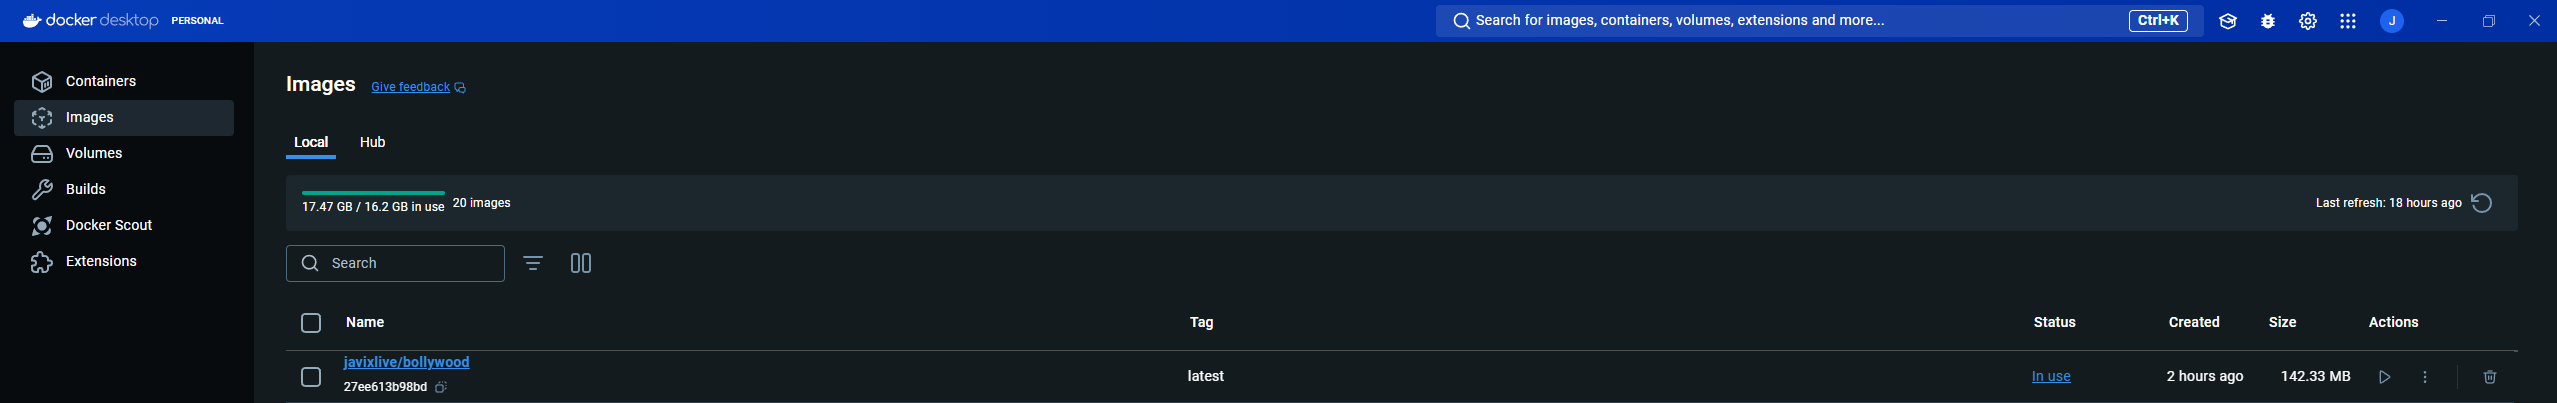 docker desktop PERSONAL
Search for images, containers, volumes, extensions and more... Ctrl+K J
Containers
Images
Volumes
Builds
Docker Scout
Extensions
Images Give feedback
Local Hub
17.47 GB / 16.2 GB in use 20 images Last refresh: 18 hours ago
Search
Name Tag Status Created Size Actions
javixlive/bollywood
27ee613b98bd latest In use 2 hours ago 142.33 MB